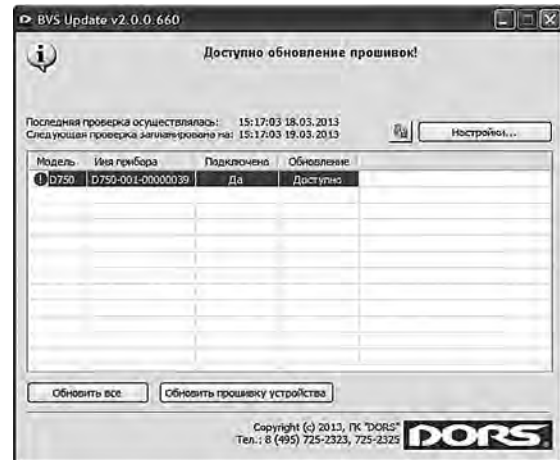 BVS Update v2.0.0.660
Доступно обновление прошивок!
Последняя проверка осуществлялась: 15:17:03 18.03.2013
Следующая проверка запланирована на: 15:17:03 19.03.2013
Настройки...
Модель Имя прибора Подключено Обновление
D750 D750-001-00000039 Да Доступно
Обновить все Обновить прошивку устройства
Copyright (c) 2013, ГК "DORS"
Тел.: 8 (495) 725-2323, 725-2325
DORS